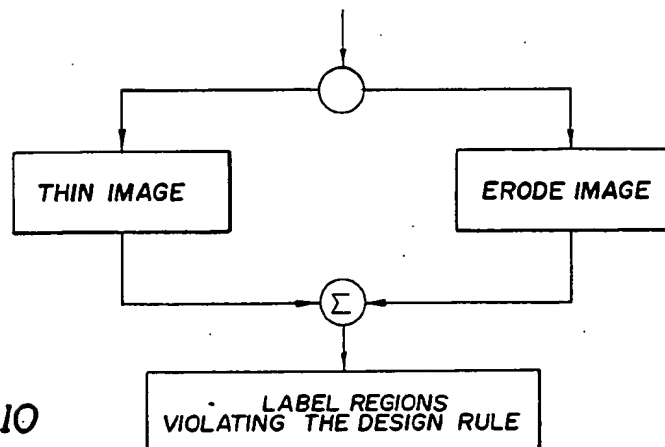 THIN IMAGE
ERODE IMAGE
Σ
LABEL REGIONS
VIOLATING THE DESIGN RULE
10